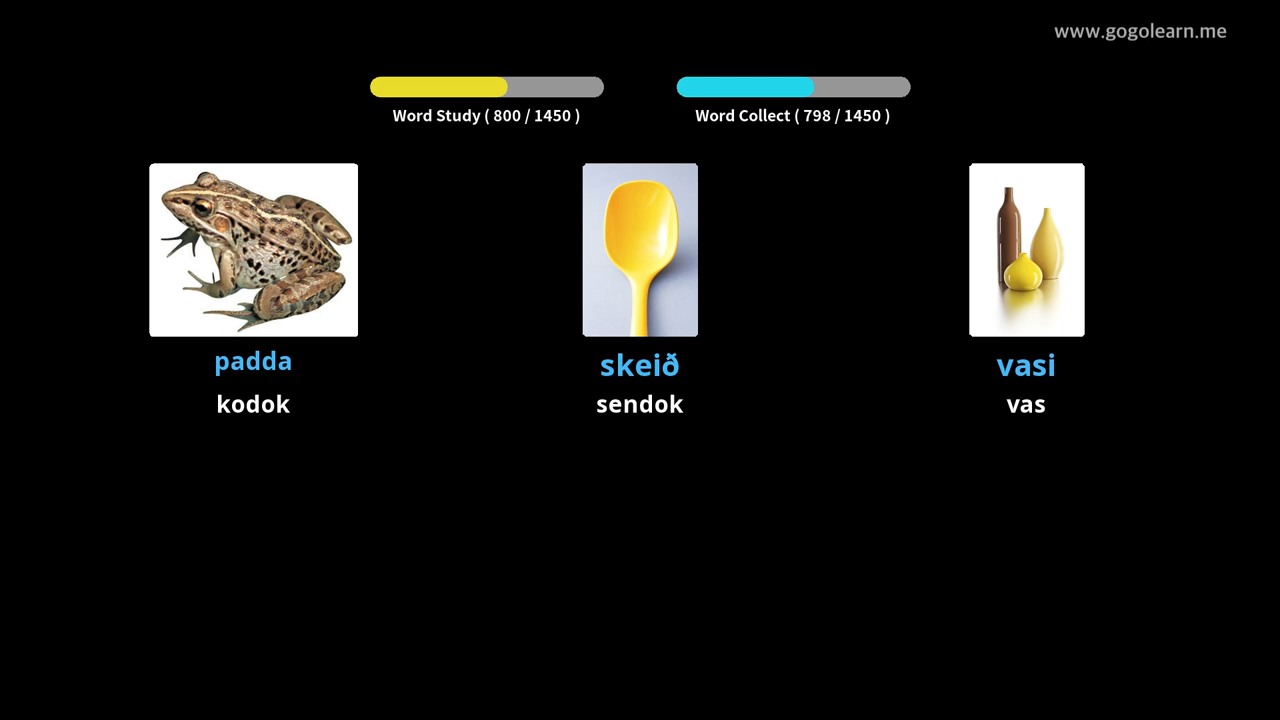 www.gogolearn.me
Word Study ( 800 / 1450 )
Word Collect ( 798 / 1450 )
padda
kodok
skeið
sendok
vasi
vas